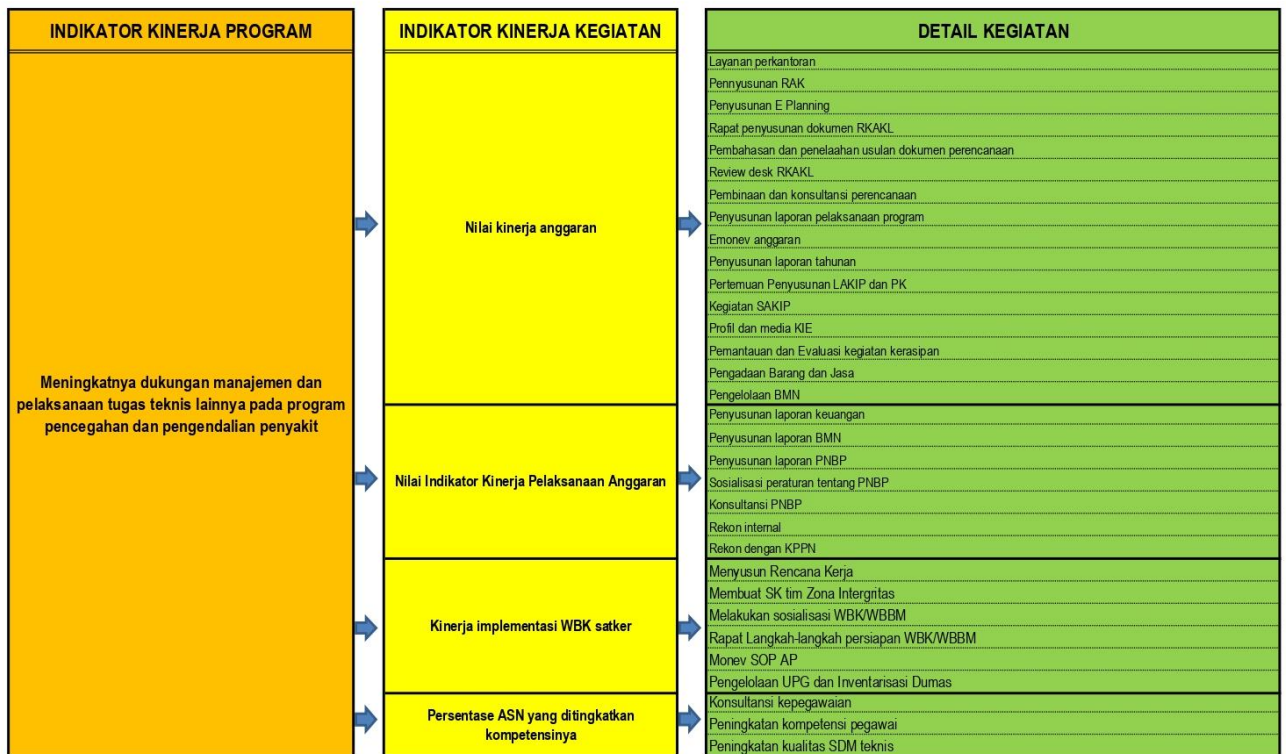 INDIKATOR KINERJA PROGRAM
Meningkatnya dukungan manajemen dan
pelaksanaan tugas teknis lainnya pada program
pencegahan dan pengendalian penyakit
INDIKATOR KINERJA KEGIATAN
DETAIL KEGIATAN
Nilai kinerja anggaran
Layanan perkantoran
Pennyusunan RAK
Penyusunan E Planning
Rapat penyusunan dokumen RKAKL
Pembahasan dan penelaahan usulan dokumen perencanaan
Review desk RKAKL
Pembinaan dan konsultansi perencanaan
Penyusunan laporan pelaksanaan program
Emonev anggaran
Penyusunan laporan tahunan
Pertemuan Penyusunan LAKIP dan PK
Kegiatan SAKIP
Profil dan media KIE
Pemantauan dan Evaluasi kegiatan kerasipan
Pengadaan Barang dan Jasa
Pengelolaan BMN
Nilai Indikator Kinerja Pelaksanaan Anggaran
Penyusunan laporan keuangan
Penyusunan laporan BMN
Penyusunan laporan PNBP
Sosialisasi peraturan tentang PNBP
Konsultansi PNBP
Rekon internal
Rekon dengan KPPN
Kinerja implementasi WBK satker
Menyusun Rencana Kerja
Membuat SK tim Zona Intergritas
Melakukan sosialisasi WBK/WBBM
Rapat Langkah-langkah persiapan WBK/WBBM
Monev SOP AP
Pengelolaan UPG dan Inventarisasi Dumas
Persentase ASN yang ditingkatkan
kompetensinya
Konsultansi kepegawaian
Peningkatan kompetensi pegawai
Peningkatan kualitas SDM teknis